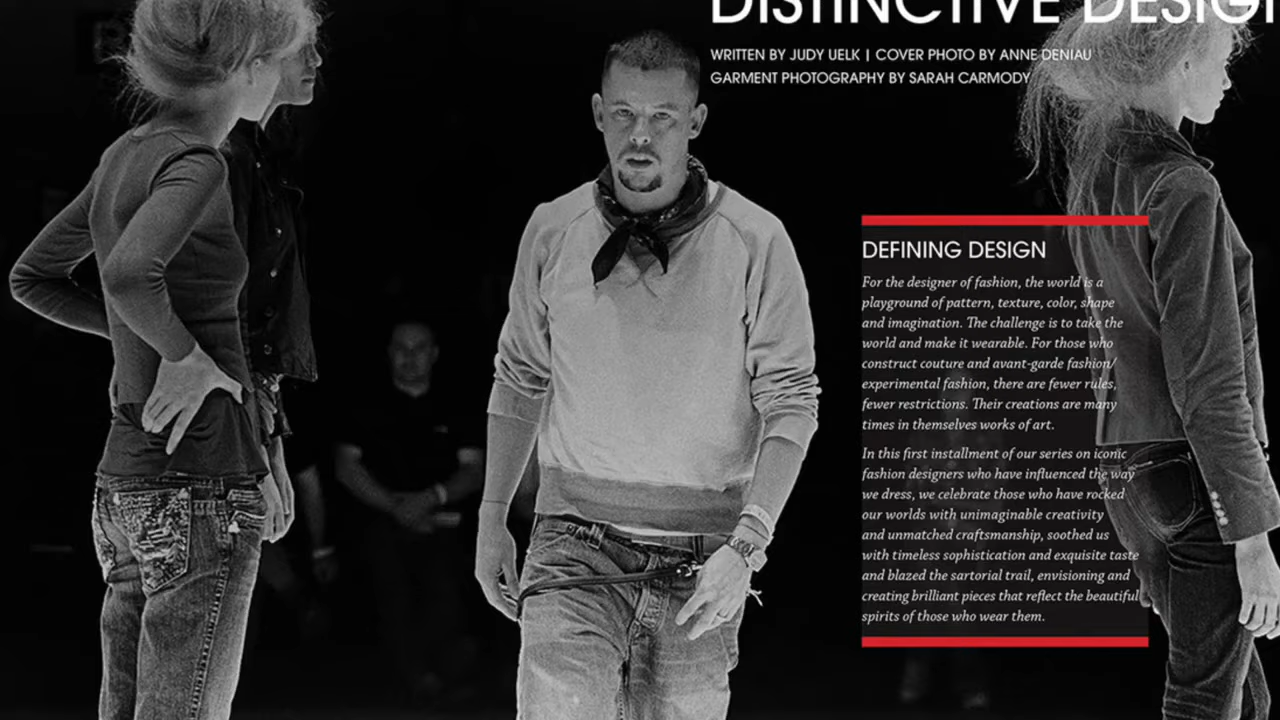 DISTINCTIVE DESIGN
WRITTEN BY JUDY UELK | COVER PHOTO BY ANNE DENIAU
GARMENT PHOTOGRAPHY BY SARAH CARMODY
DEFINING DESIGN
For the designer of fashion, the world is a
playground of pattern, texture, color, shape
and imagination. The challenge is to take the
world and make it wearable. For those who
construct couture and avant-garde fashion/
experimental fashion, there are fewer rules,
fewer restrictions. Their creations are many
times in themselves works of art.
In this first installment of our series on iconic
fashion designers who have influenced the way
we dress, we celebrate those who have rocked
our worlds with unimaginable creativity
and unmatched craftsmanship, soothed us
with timeless sophistication and exquisite taste
and blazed the sartorial trail, envisioning and
creating brilliant pieces that reflect the beautiful
spirits of those who wear them.